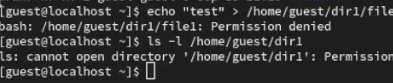 [guest@localhost ~]$ echo "test" > /home/guest/dir1/file
bash: /home/guest/dir1/file1: Permission denied
[guest@localhost ~]$ ls -l /home/guest/dir1
ls: cannot open directory '/home/guest/dir1': Permission
[guest@localhost ~]$